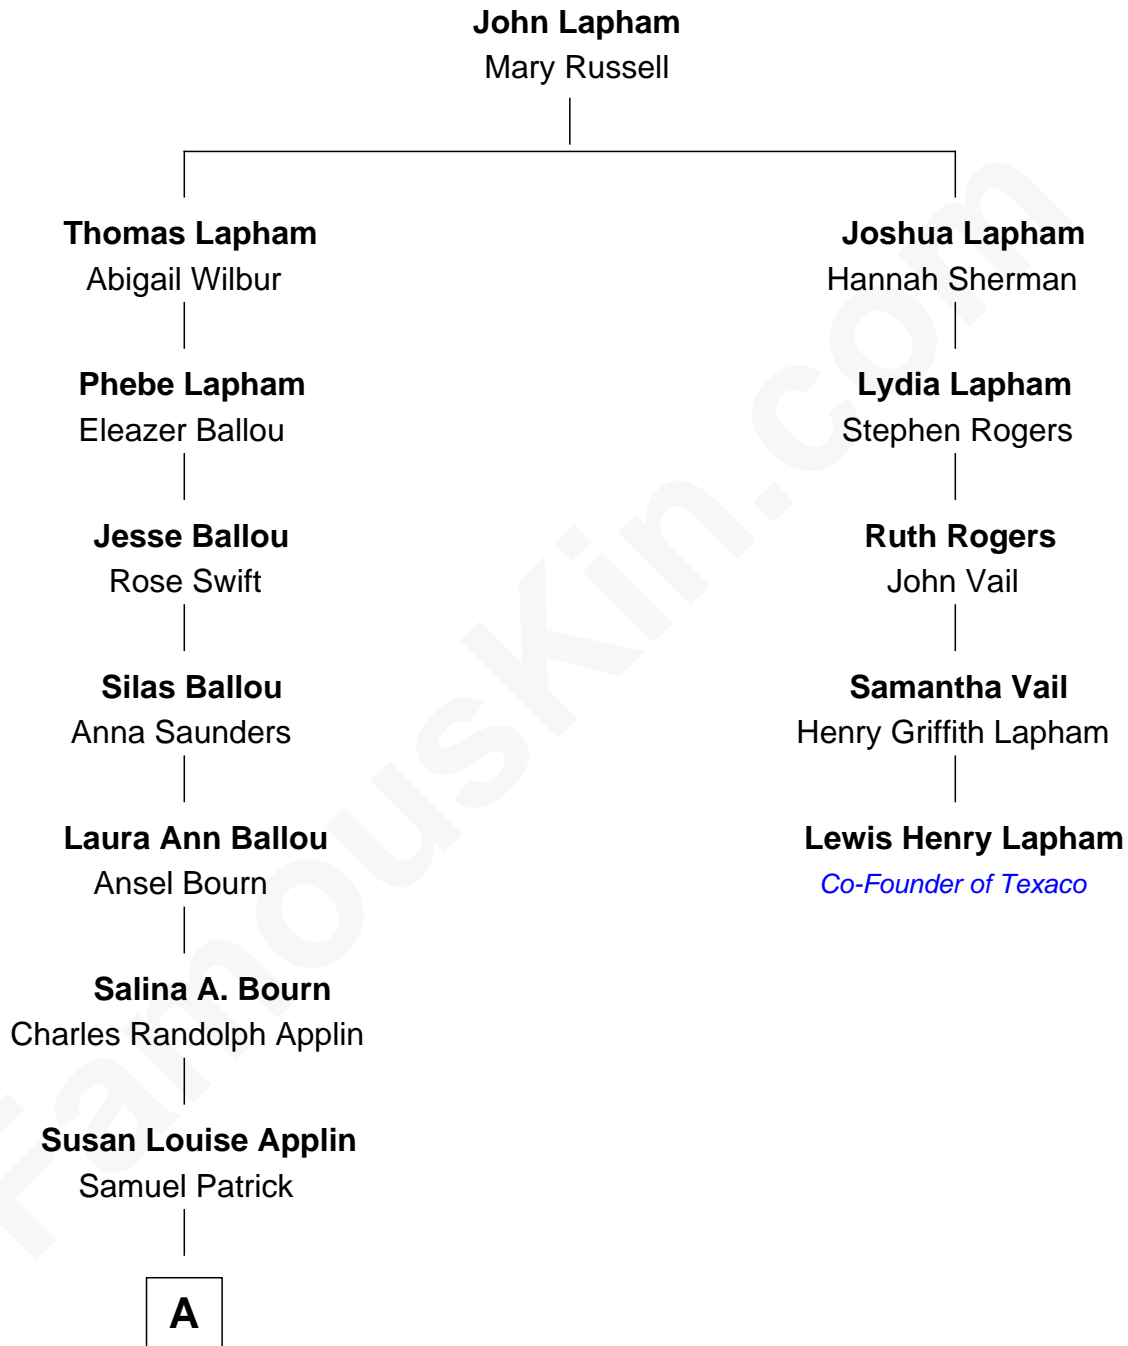 John Lapham
Mary Russell
Thomas Lapham
Abigail Wilbur
Joshua Lapham
Hannah Sherman
Phebe Lapham
Eleazer Ballou
Lydia Lapham
Stephen Rogers
Jesse Ballou
Rose Swift
Ruth Rogers
John Vail
Silas Ballou
Anna Saunders
Samantha Vail
Henry Griffith Lapham
Laura Ann Ballou
Ansel Bourn
Lewis Henry Lapham
Co-Founder of Texaco
Salina A. Bourn
Charles Randolph Applin
Susan Louise Applin
Samuel Patrick
A
FamousKin.com